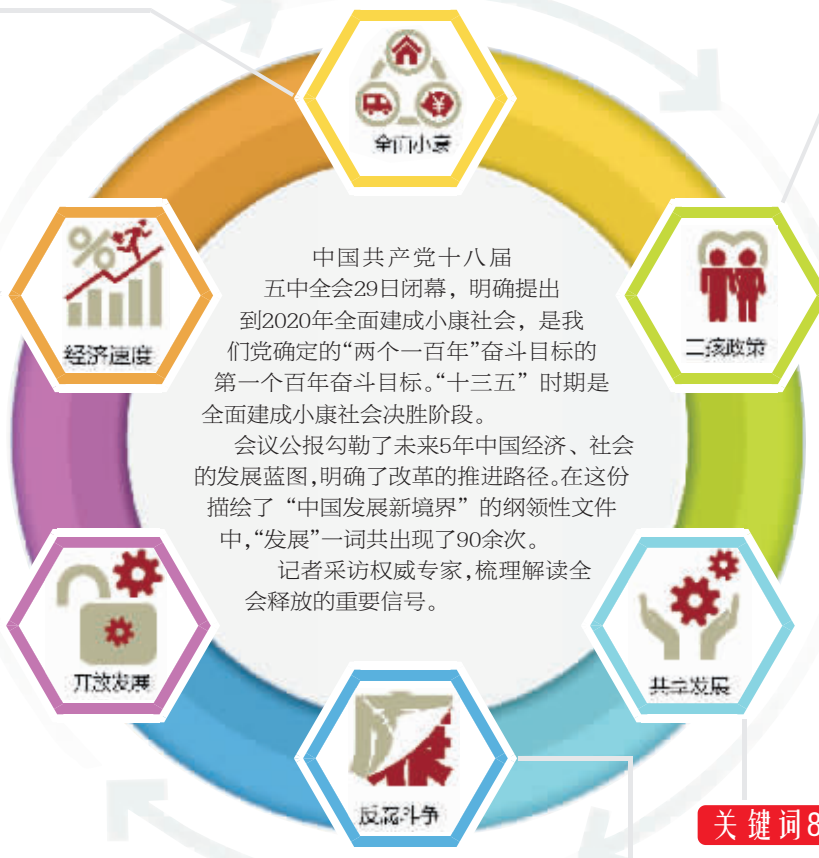 全面小康
经济速度
二孩政策
中国共产党十八届
五中全会29日闭幕，明确提出
到2020年全面建成小康社会，是我
们党确定的“两个一百年”奋斗目标的
第一个百年奋斗目标。“十三五”时期是
全面建成小康社会决胜阶段。
会议公报勾勒了未来5年中国经济、社会
的发展蓝图,明确了改革的推进路径。在这份
描绘了“中国发展新境界”的纲领性文件
中,“发展”一词共出现了90余次。
记者采访权威专家,梳理解读全
会释放的重要信号。
开放发展
共享发展
反腐斗争
关键词8